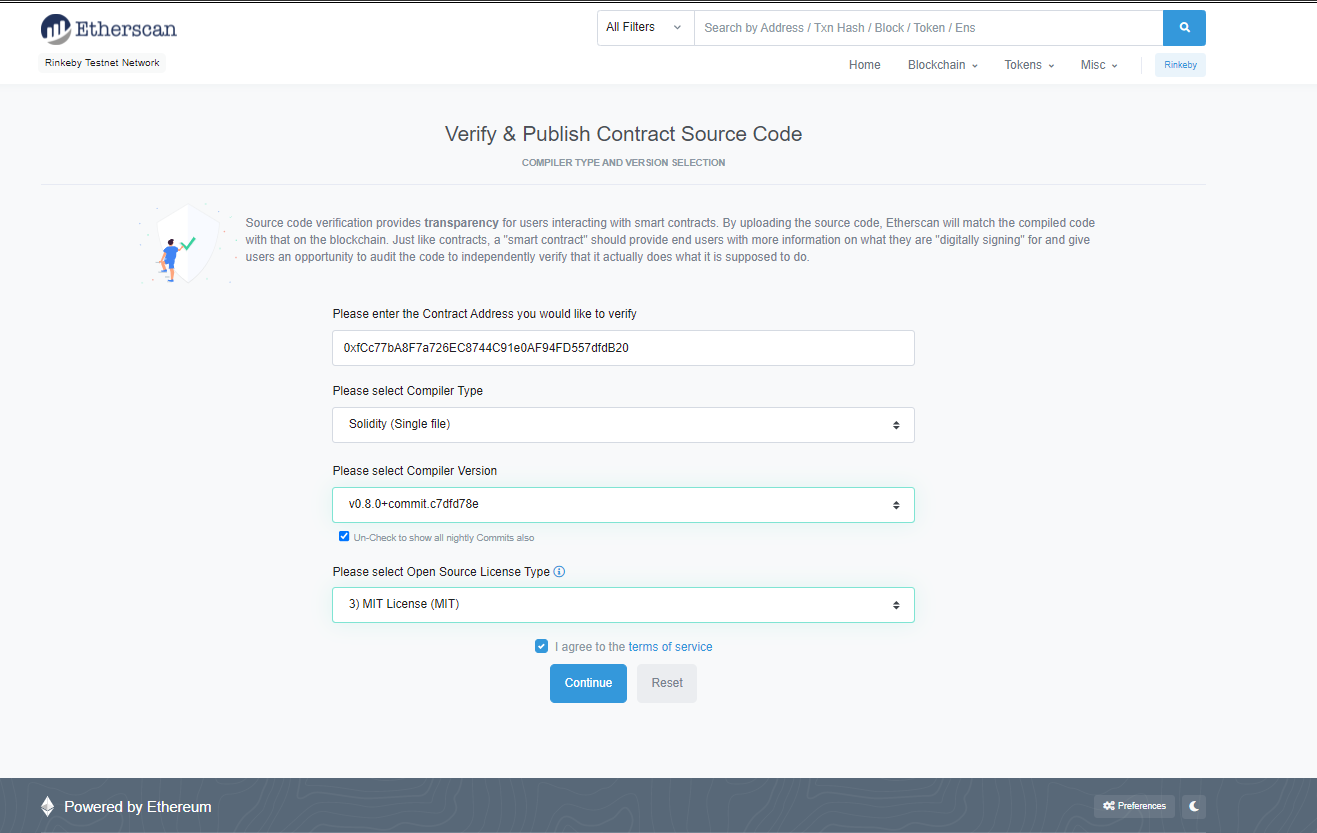 Etherscan
All Filters
Search by Address / Txn Hash / Block / Token / Ens
Rinkeby Testnet Network
Home
Blockchain
Tokens
Misc
Rinkeby
Verify & Publish Contract Source Code
COMPILER TYPE AND VERSION SELECTION
Source code verification provides transparency for users interacting with smart contracts. By uploading the source code, Etherscan will match the compiled code
with that on the blockchain. Just like contracts, a "smart contract" should provide end users with more information on what they are "digitally signing" for and give
users an opportunity to audit the code to independently verify that it actually does what it is supposed to do.
Please enter the Contract Address you would like to verify
0xfCc77bA8F7a726EC8744C91e0AF94FD557dfdB20
Please select Compiler Type
Solidity (Single file)
Please select Compiler Version
v0.8.0+commit.c7dfd78e
Un-Check to show all nightly Commits also
Please select Open Source License Type
3) MIT License (MIT)
I agree to the terms of service
Continue
Reset
Powered by Ethereum
Preferences